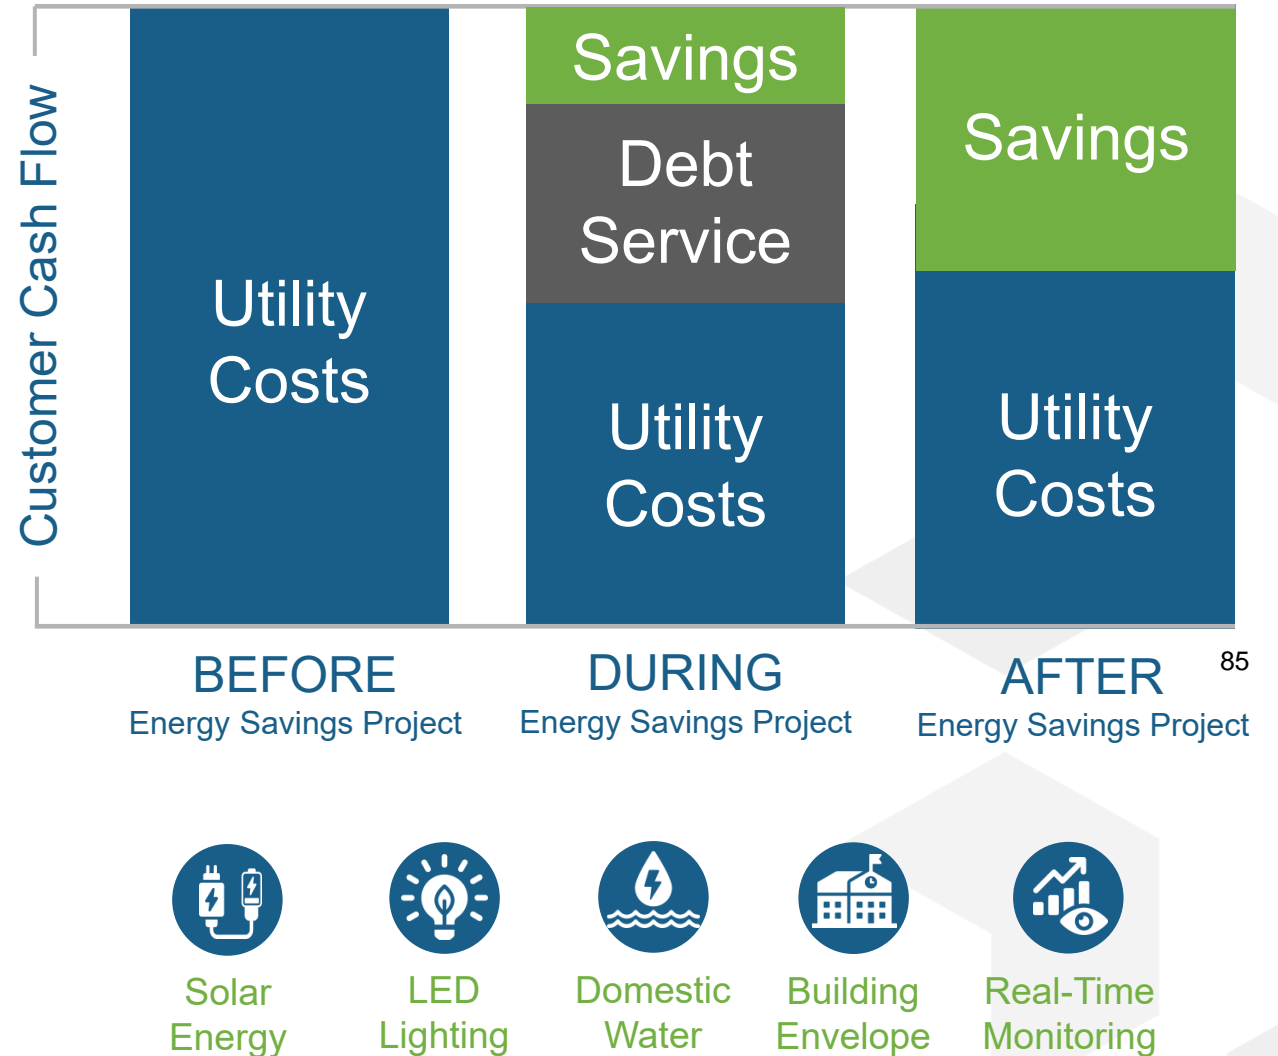 Customer Cash Flow
Utility
Costs
Savings
Debt
Service
Utility
Costs
Savings
Utility
Costs
BEFORE
Energy Savings Project
DURING
Energy Savings Project
AFTER
Energy Savings Project
85
Solar
Energy
LED
Lighting
Domestic
Water
Building
Envelope
Real-Time
Monitoring